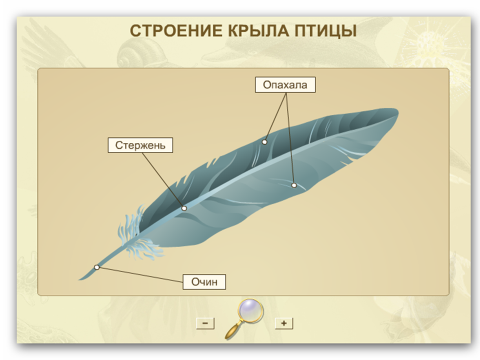 СТРОЕНИЕ КРЫЛА ПТИЦЫ
Опахала
Стержень
Очин
− +